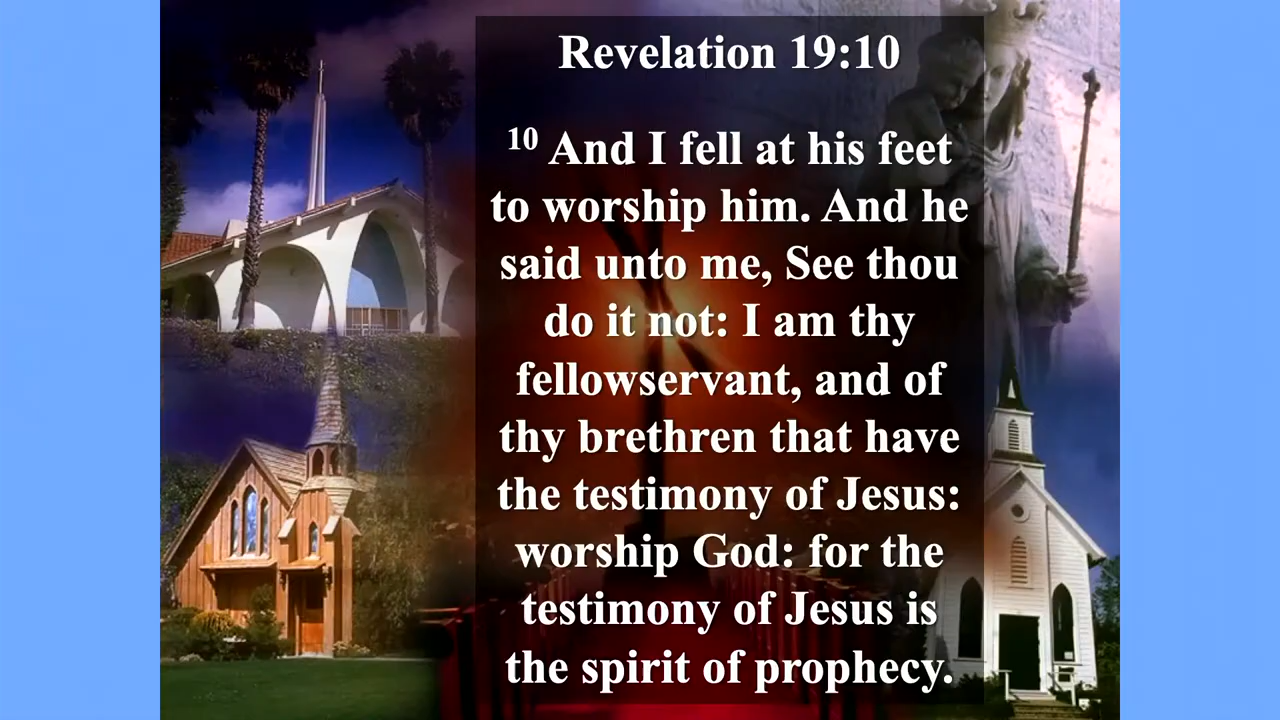 Revelation 19:10
10 And I fell at his feet
to worship him. And he
said unto me, See thou
do it not: I am thy
fellowservant, and of
thy brethren that have
the testimony of Jesus:
worship God: for the
testimony of Jesus is
the spirit of prophecy.